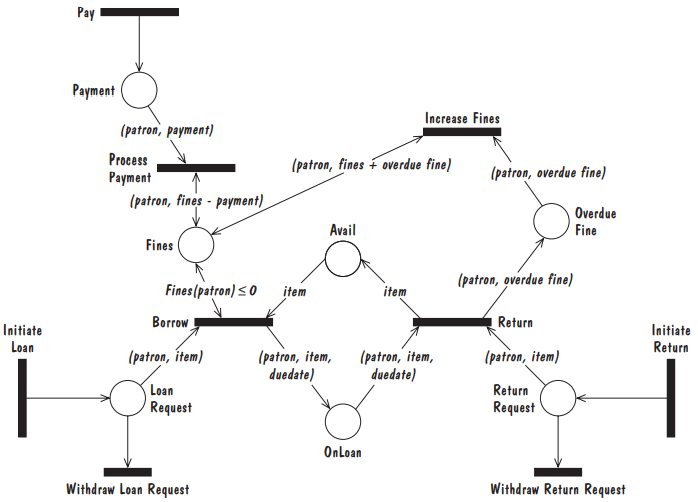 Pay
Payment
(patron, payment)
Increase Fines
Process
Payment
(patron, fines + overdue fine)
(patron, overdue fine)
(patron, fines - payment)
Overdue
Fine
Fines
Avail
(patron, overdue fine)
Fines(patron) ≤ 0
item
item
Borrow
Return
Initiate
Loan
Initiate
Return
(patron, item)
(patron, item,
duedate)
(patron, item,
duedate)
(patron, item)
Loan
Request
Return
Request
OnLoan
Withdraw Loan Request
Withdraw Return Request